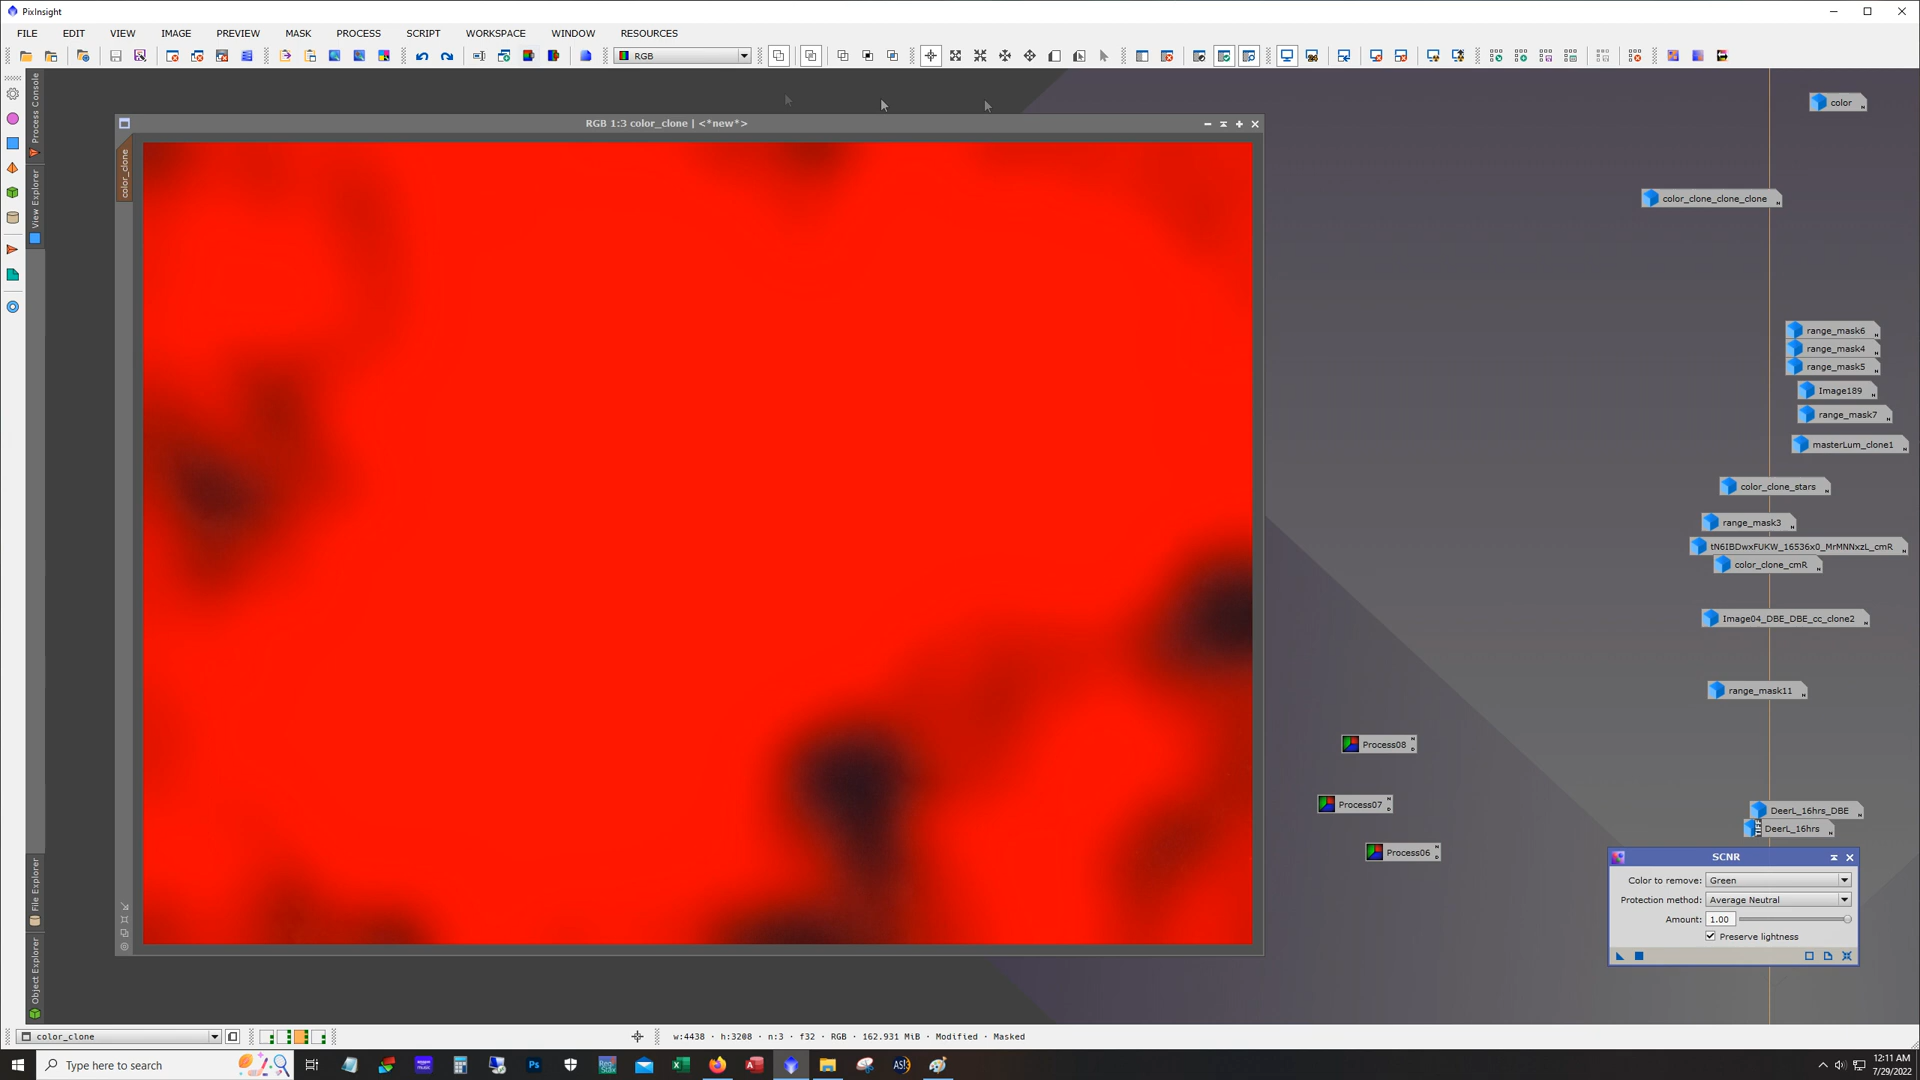 PixInsight
FILE EDIT VIEW IMAGE PREVIEW MASK PROCESS SCRIPT WORKSPACE WINDOW RESOURCES
RGB
Process Console
View Explorer
File Explorer
Object Explorer
RGB 1:3 color_clone | <*new*>
color_clone
color
color_clone_clone_clone
range_mask6
range_mask4
range_mask5
Image189
range_mask7
masterLum_clone1
color_clone_stars
range_mask3
tN6IBDwxFUKW_16536x0_MrMNNxzL_cmR
color_clone_cmR
Image04_DBE_DBE_cc_clone2
range_mask11
Process08
Process07
Process06
DeerL_16hrs_DBE
DeerL_16hrs
SCNR
Color to remove: Green
Protection method: Average Neutral
Amount: 1.00
Preserve lightness
color_clone
w:4438 · h:3208 · n:3 · f32 · RGB · 162.931 MiB · Modified · Masked
Type here to search
12:11 AM
7/29/2022